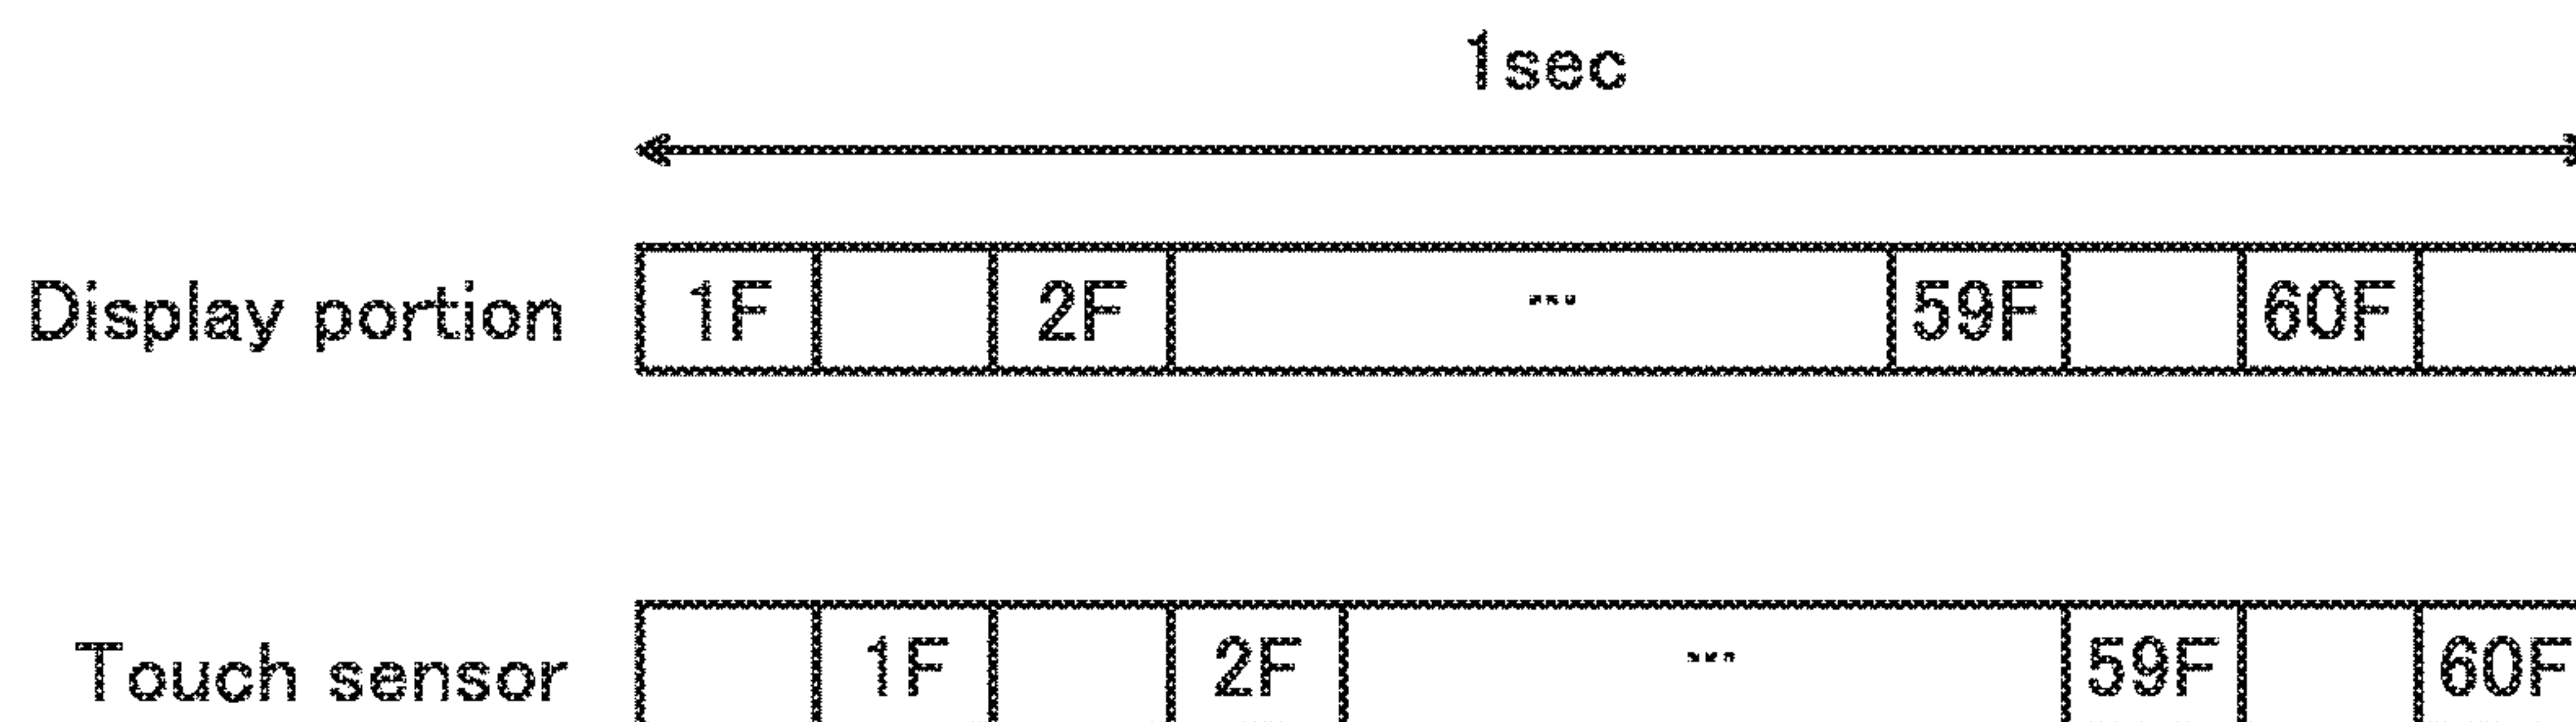 1sec
Display portion 1F 2F ... 59F 60F
Touch sensor 1F 2F ... 59F 60F